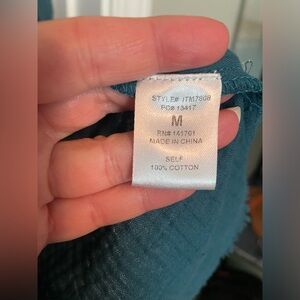 STYLE# ITM7808
PO# 13417
M
RN# 141701
MADE IN CHINA
SELF
100% COTTON